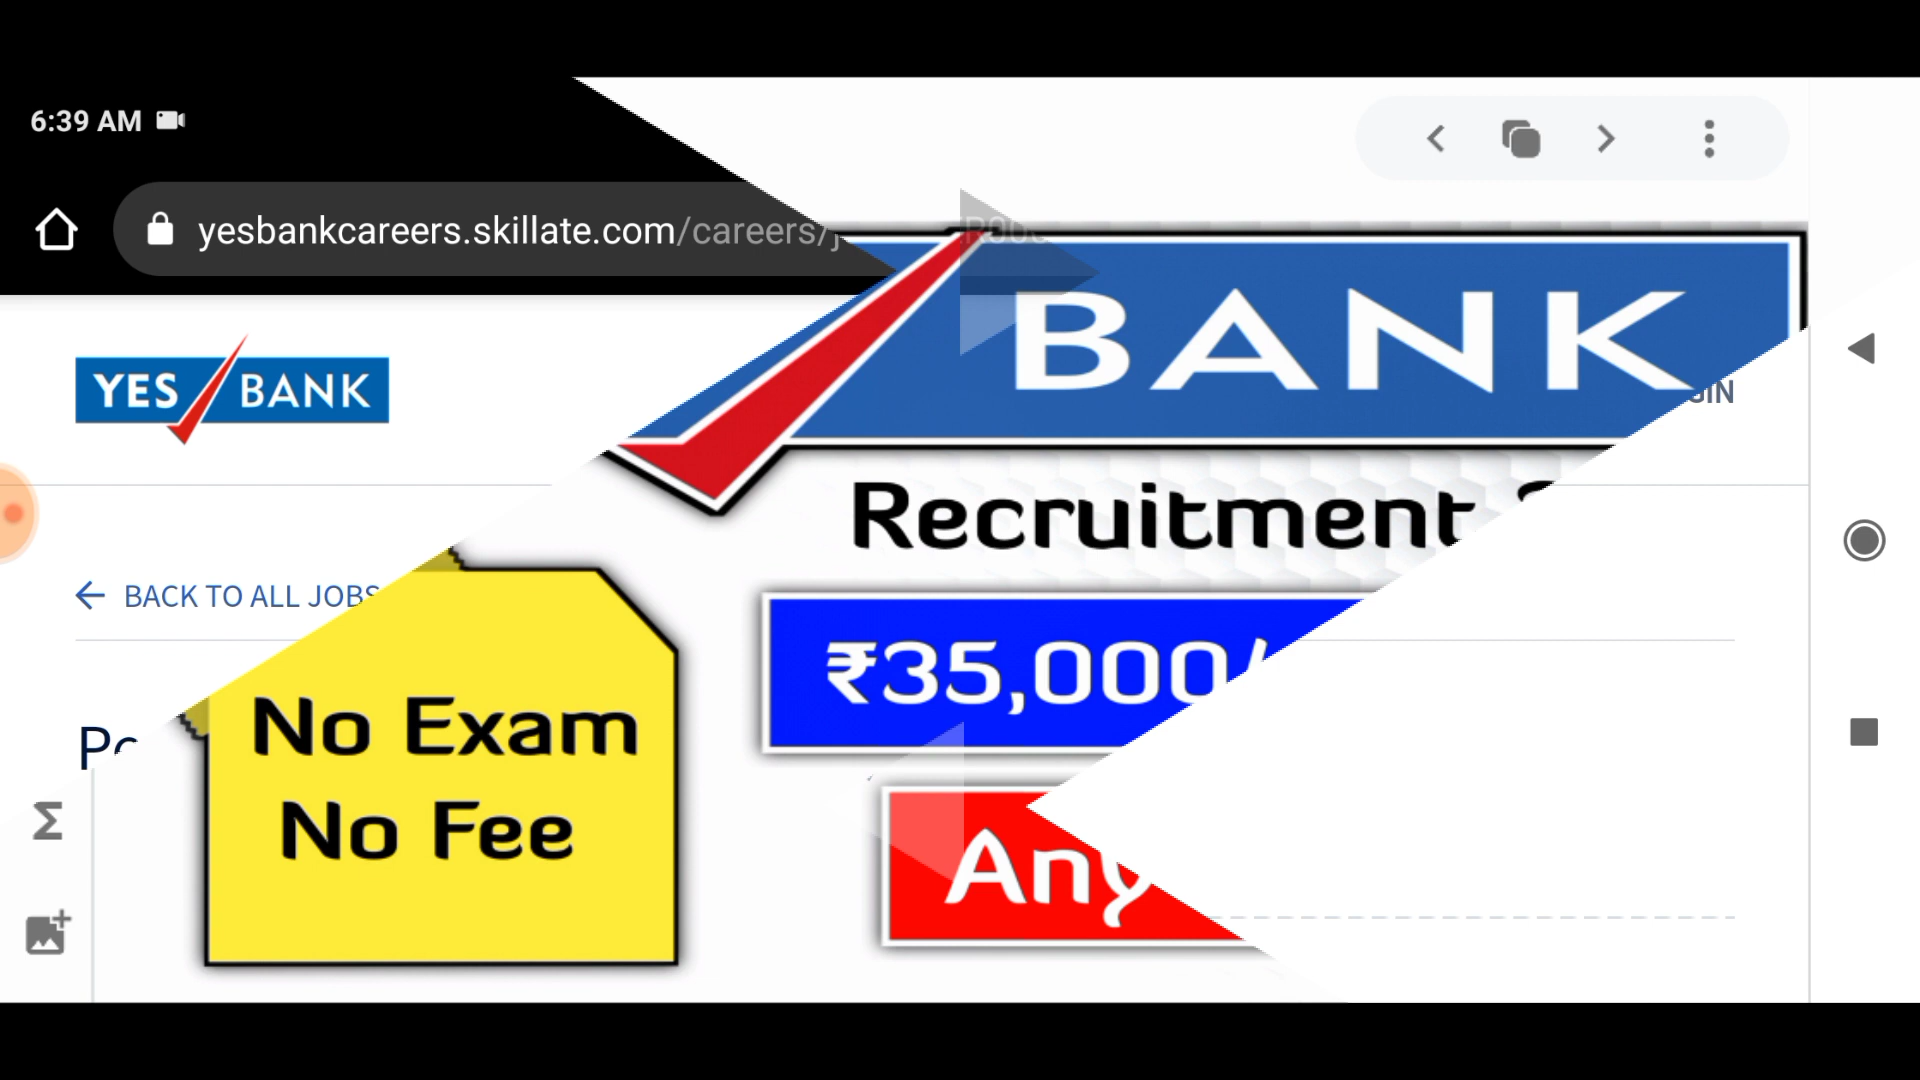 6:39 AM
yesbankcareers.skillate.com/careers/j
BANK
YES BANK
Recruitment
BACK TO ALL JOBS
₹35,000/
No Exam
No Fee
Any